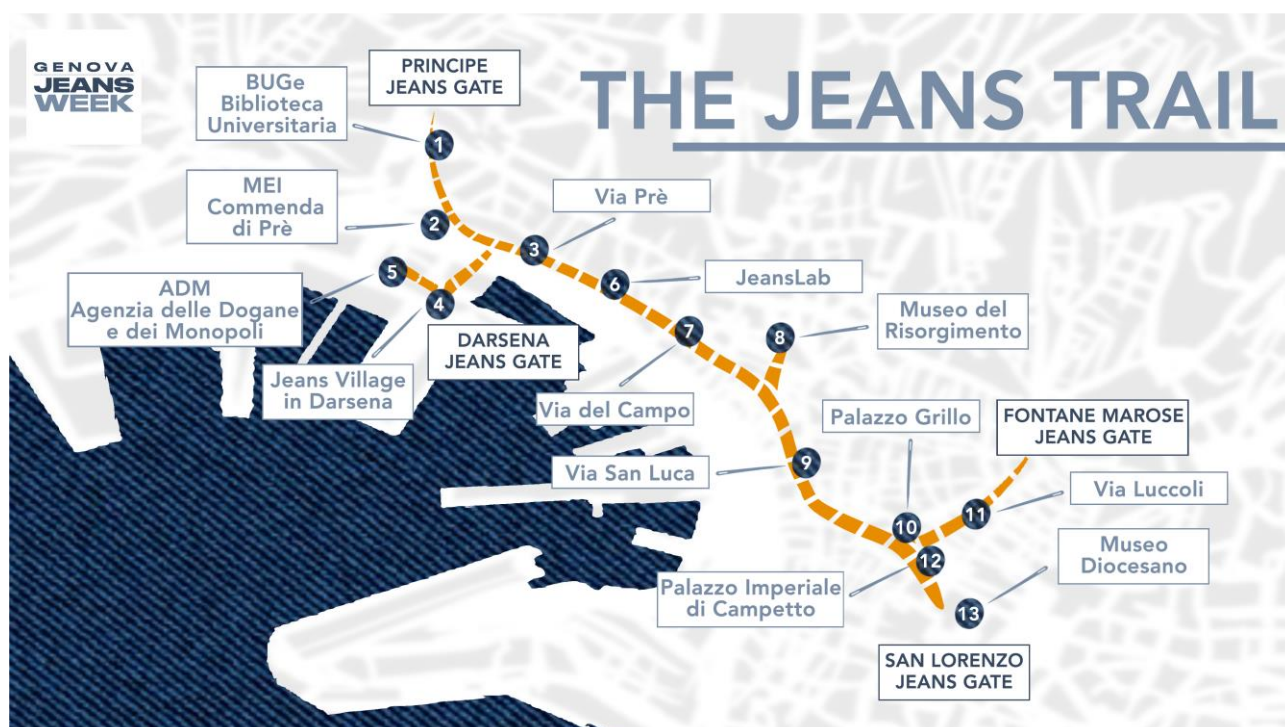 GENOVA
JEANS
WEEK
THE JEANS TRAIL
PRINCIPE
JEANS GATE
BUGe
Biblioteca
Universitaria
1
MEI
Commenda
di Prè
2
Via Prè
3
ADM
Agenzia delle Dogane
e dei Monopoli
5
4
Jeans Village
in Darsena
DARSENA
JEANS GATE
6
JeansLab
7
Via del Campo
8
Museo del
Risorgimento
Via San Luca
9
Palazzo Grillo
10
FONTANE MAROSE
JEANS GATE
11
Via Luccoli
12
Palazzo Imperiale
di Campetto
Museo
Diocesano
13
SAN LORENZO
JEANS GATE